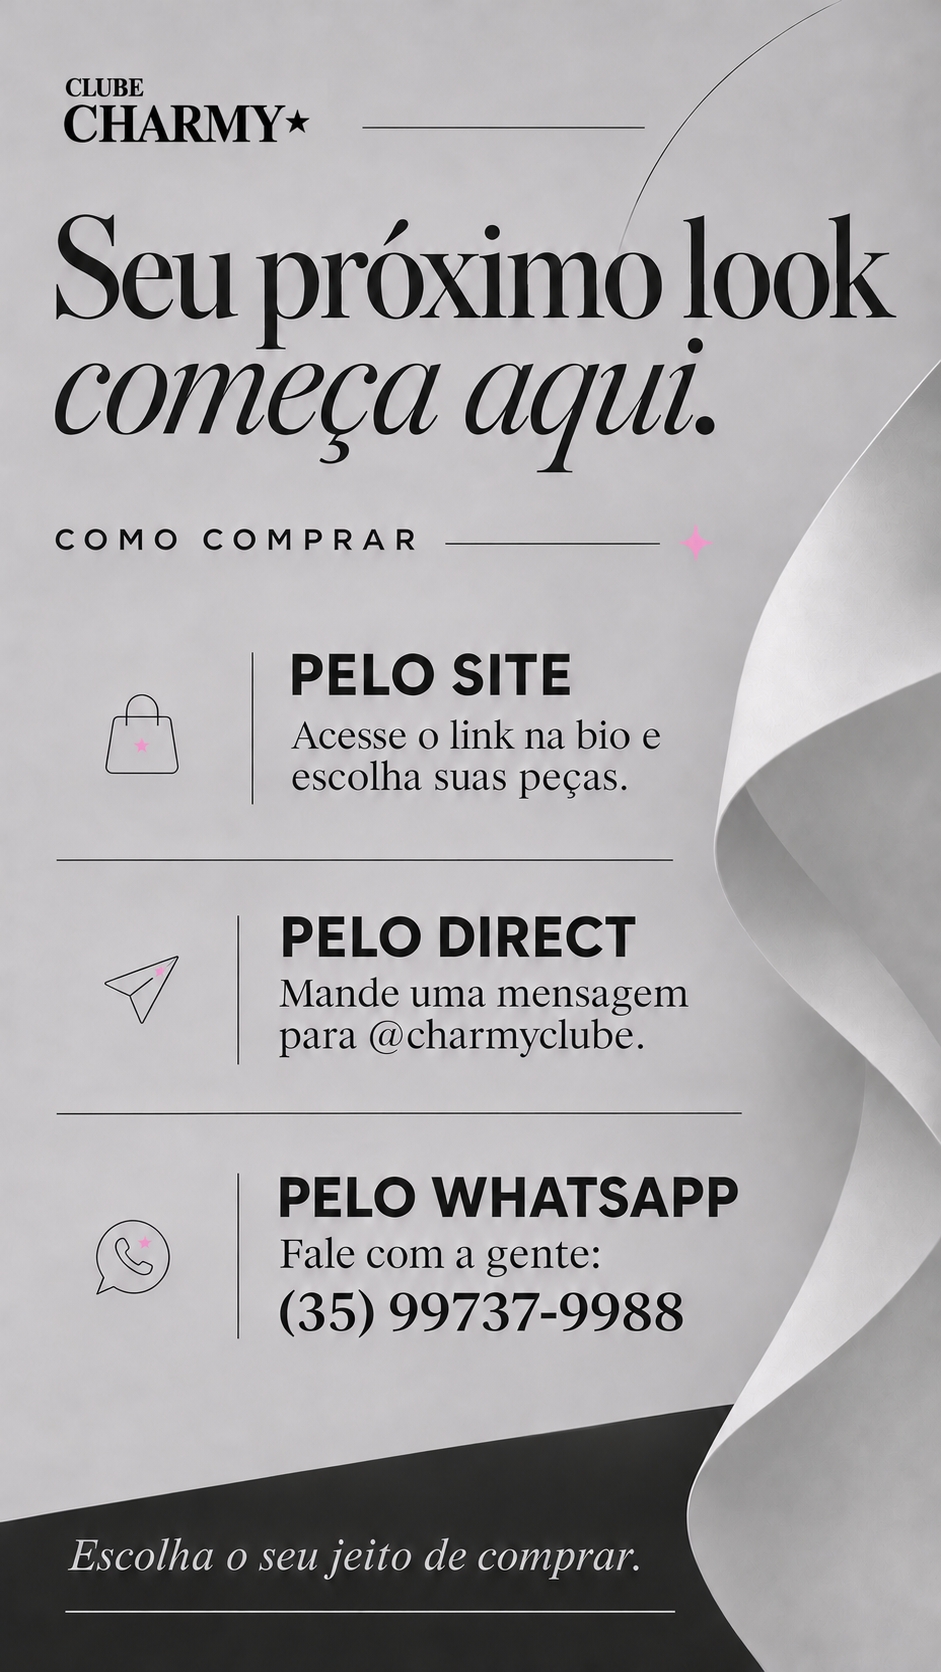 CLUBE
CHARMY★
Seu próximo look
começa aqui.
COMO COMPRAR
PELO SITE
Acesse o link na bio e
escolha suas peças.
PELO DIRECT
Mande uma mensagem
para @charmyclube.
PELO WHATSAPP
Fale com a gente:
(35) 99737-9988
Escolha o seu jeito de comprar.